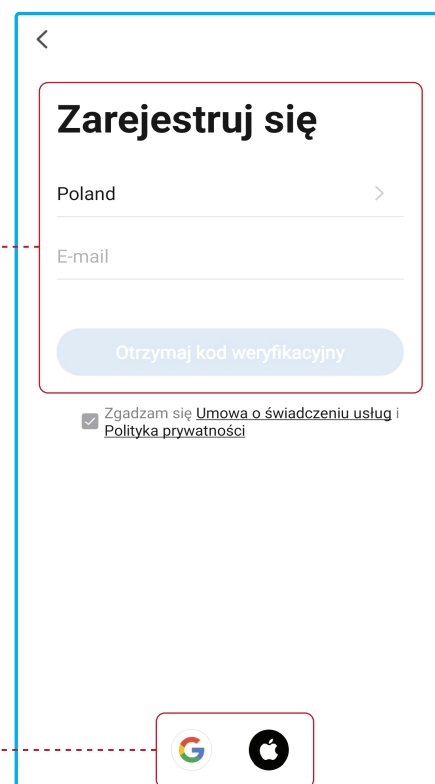 Zarejestruj się
Poland
E-mail
Otrzymaj kod weryfikacyjny
Zgadzam się Umowa o świadczeniu usług i
Polityka prywatności